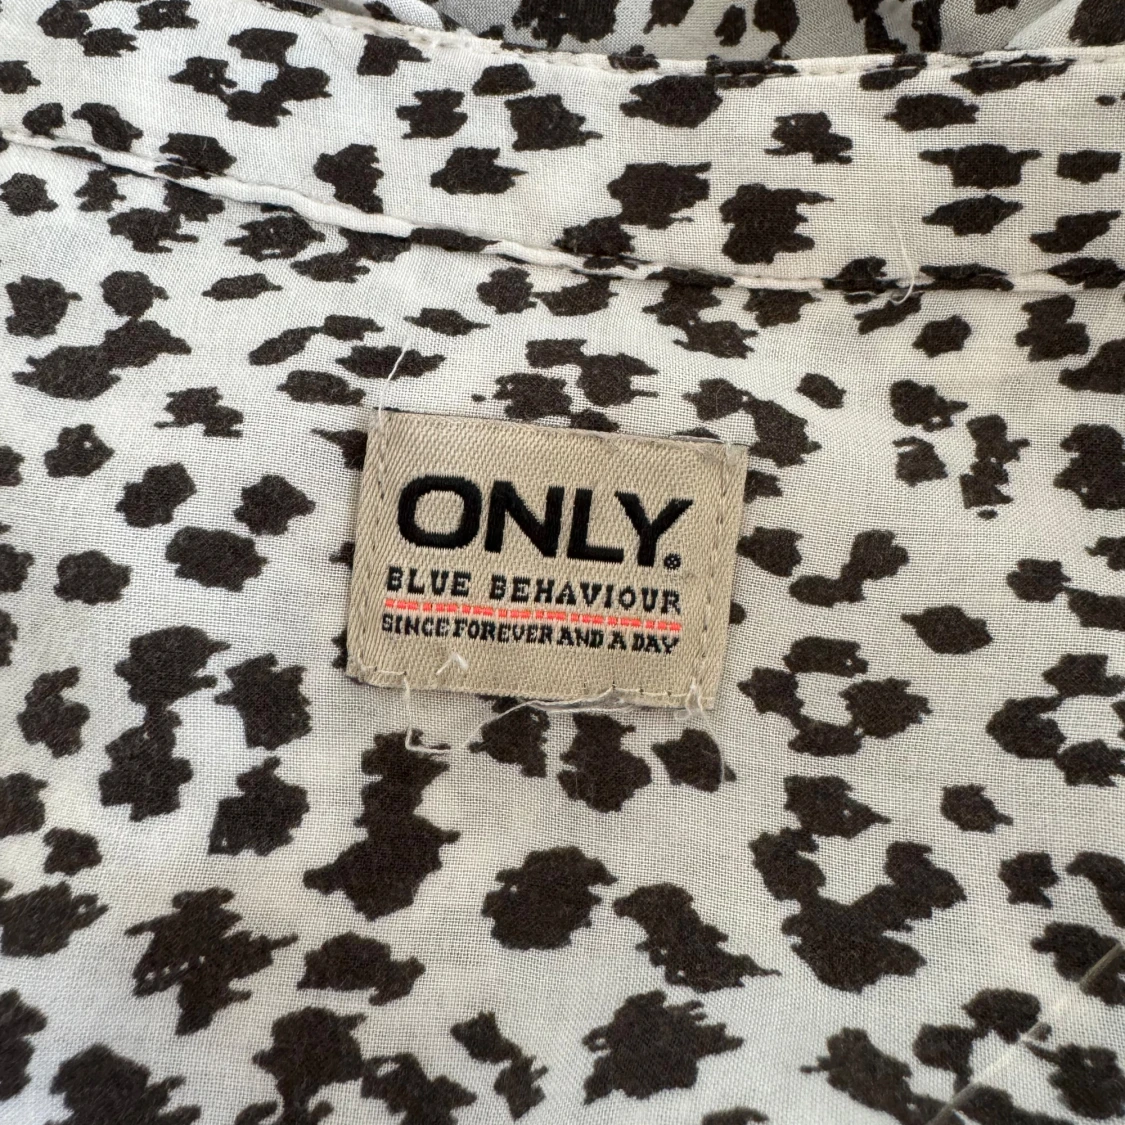 ONLY.®
BLUE BEHAVIOUR
SINCE FOREVER AND A DAY